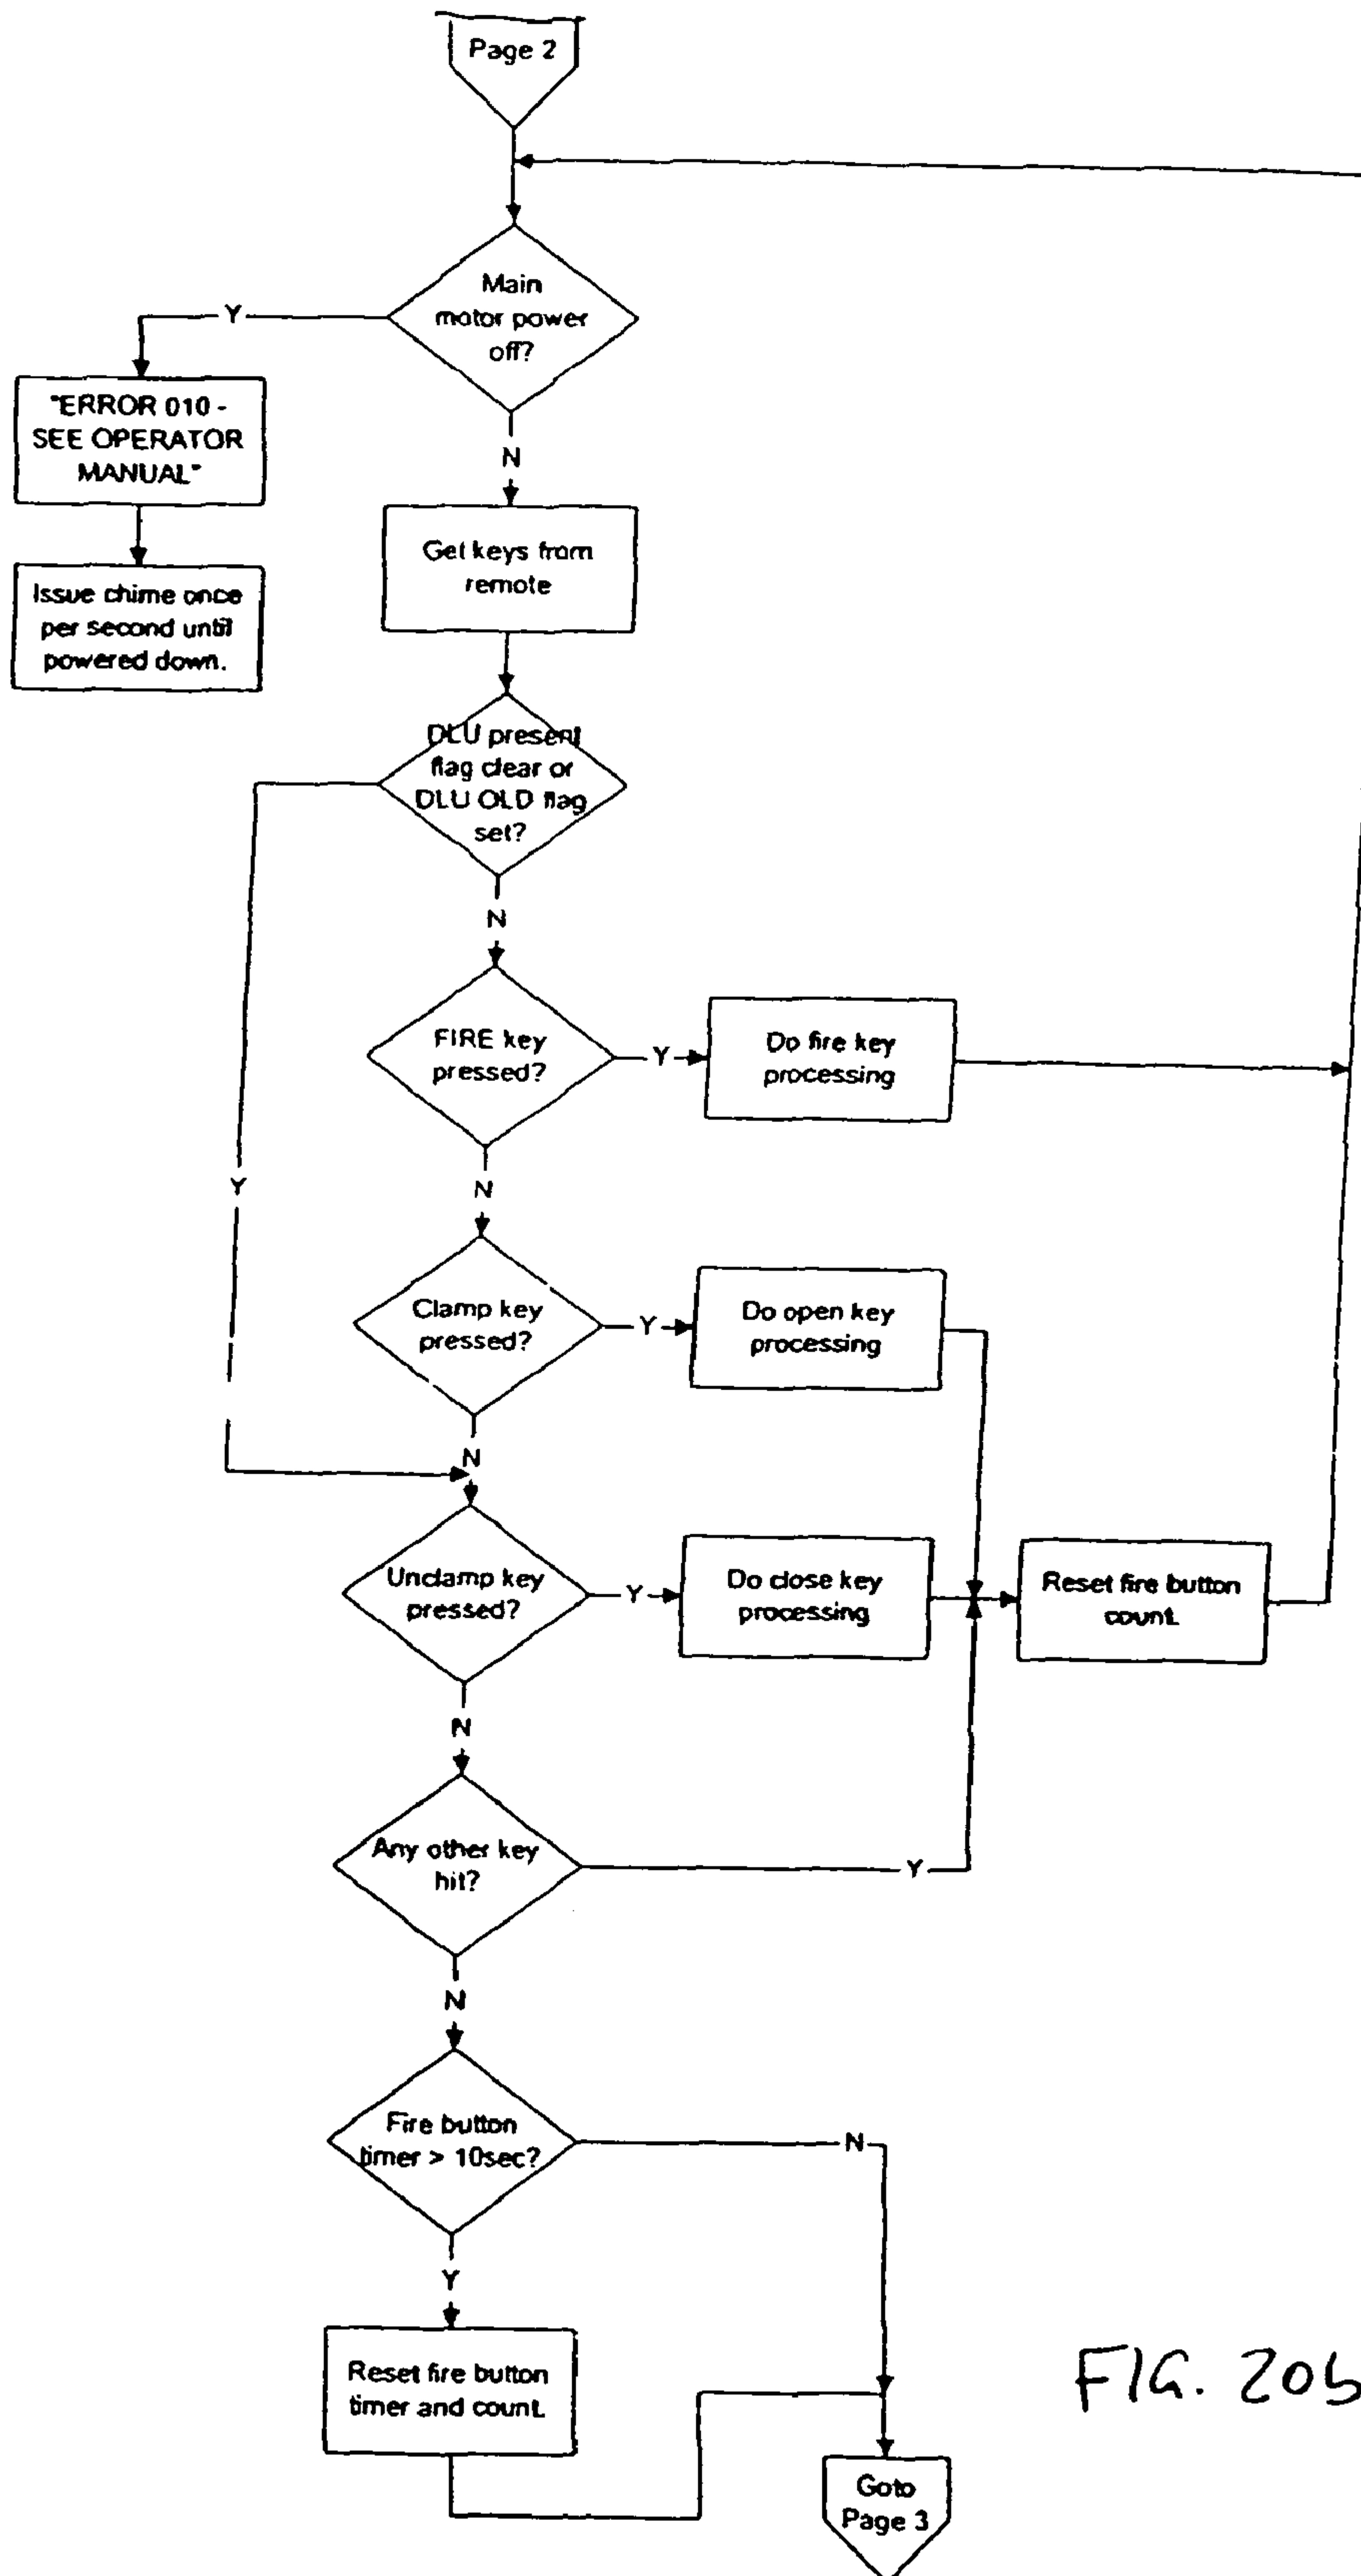 Page 2
Main
motor power
off?
Y
"ERROR 010 -
SEE OPERATOR
MANUAL"
N
Issue chime once
per second until
powered down.
Get keys from
remote
DLU present
flag clear or
DLU OLD flag
set?
N
FIRE key
pressed?
Y
Do fire key
processing
Y
N
Clamp key
pressed?
Y
Do open key
processing
N
Unclamp key
pressed?
Y
Do close key
processing
Reset fire button
count.
N
Any other key
hit?
Y
N
Fire button
timer > 10sec?
N
Y
Reset fire button
timer and count.
Goto
Page 3
FIG. 20b